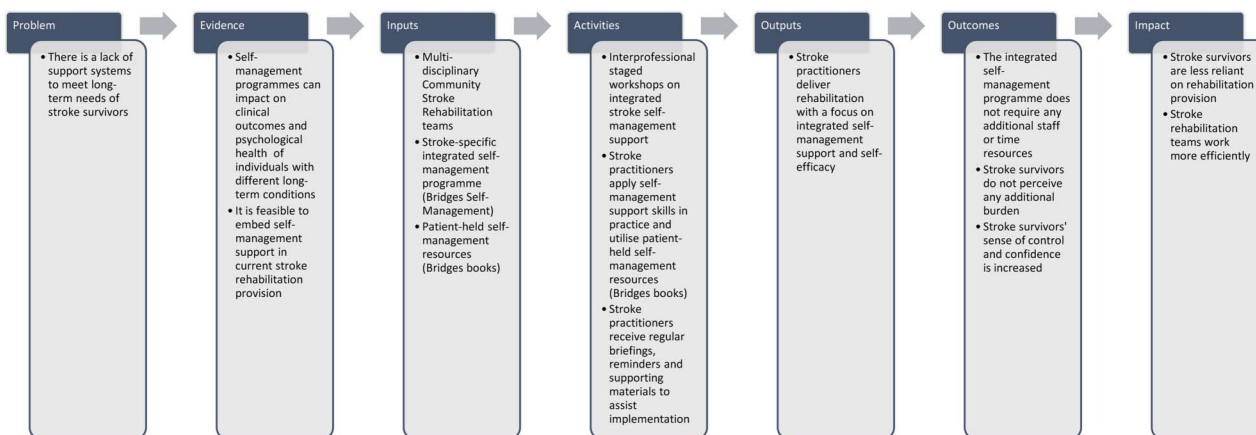 Problem
• There is a lack of
support systems
to meet long-
term needs of
stroke survivors
Evidence
• Self-
management
programmes can
impact on
clinical
outcomes and
psychological
health of
individuals with
different long-
term conditions
• It is feasible to
embed self-
management
support in
current stroke
rehabilitation
provision
Inputs
• Multi-
disciplinary
Community
Stroke
Rehabilitation
teams
• Stroke-specific
integrated self-
management
programme
(Bridges Self-
Management)
• Patient-held self-
management
resources
(Bridges books)
Activities
• Interprofessional
staged
workshops on
integrated
stroke self-
management
support
• Stroke
practitioners
apply self-
management
support skills in
practice and
utilise patient-
held self-
management
resources
(Bridges books)
• Stroke
practitioners
receive regular
briefings,
reminders and
supporting
materials to
assist
implementation
Outputs
• Stroke
practitioners
deliver
rehabilitation
with a focus on
integrated self-
management
support and self-
efficacy
Outcomes
• The integrated
self-
management
programme does
not require any
additional staff
or time
resources
• Stroke survivors
do not perceive
any additional
burden
• Stroke survivors'
sense of control
and confidence
is increased
Impact
• Stroke survivors
are less reliant
on rehabilitation
provision
• Stroke
rehabilitation
teams work
more efficiently